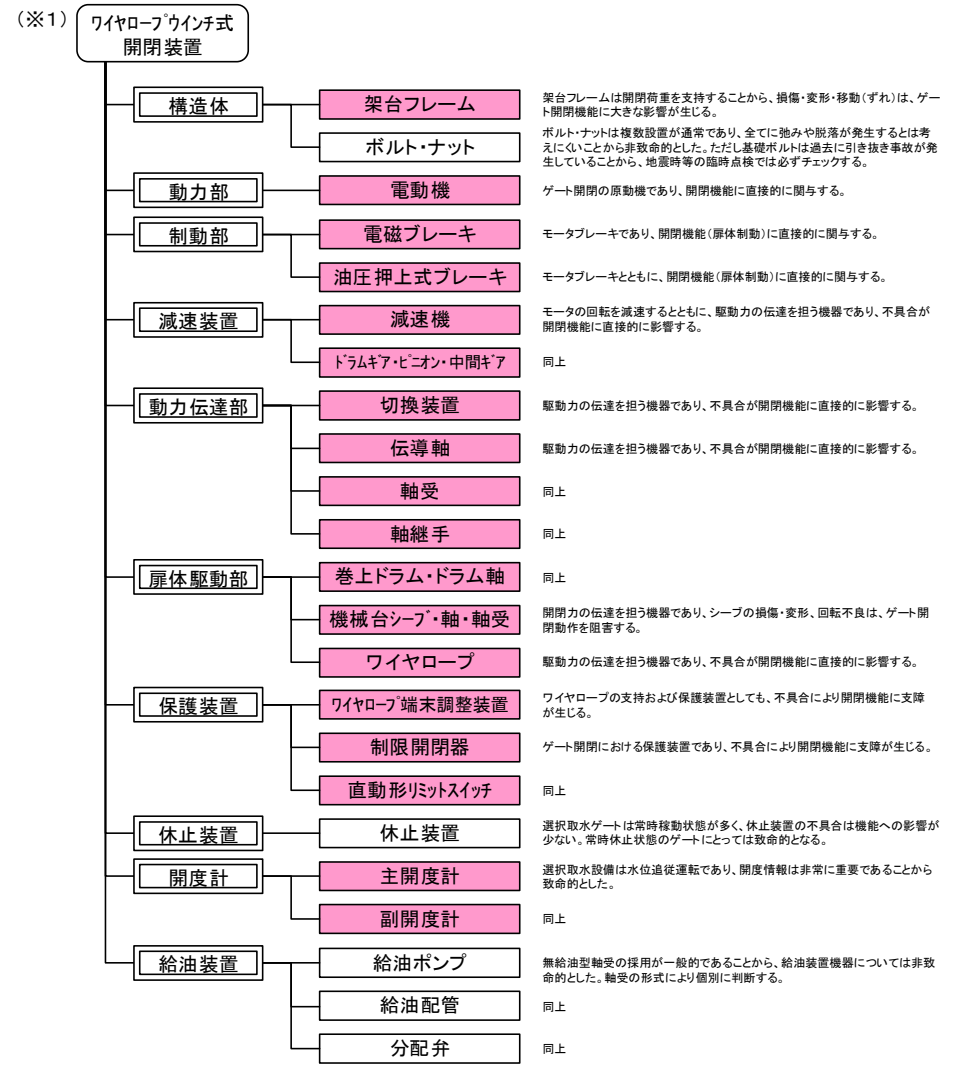 (※1)
ワイヤロープウインチ式
開閉装置
構造体
架台フレーム
架台フレームは開閉荷重を支持することから、損傷・変形・移動(ずれ)は、ゲー
ト開閉機能に大きな影響が生じる。
ボルト・ナット
ボルト・ナットは複数設置が通常であり、全てに弛みや脱落が発生するとは考
えにくいことから非致命的とした。ただし基礎ボルトは過去に引き抜き事故が発
生していることから、地震時等の臨時点検では必ずチェックする。
動力部
電動機
ゲート開閉の原動機であり、開閉機能に直接的に関与する。
制動部
電磁ブレーキ
モータブレーキであり、開閉機能(扉体制動)に直接的に関与する。
油圧押上式ブレーキ
モータブレーキとともに、開閉機能(扉体制動)に直接的に関与する。
減速装置
減速機
モータの回転を減速するとともに、駆動力の伝達を担う機器であり、不具合が
開閉機能に直接的に影響する。
ドラムギア・ピニオン・中間ギア
同上
動力伝達部
切換装置
駆動力の伝達を担う機器であり、不具合が開閉機能に直接的に影響する。
伝導軸
駆動力の伝達を担う機器であり、不具合が開閉機能に直接的に影響する。
軸受
同上
軸継手
同上
扉体駆動部
巻上ドラム・ドラム軸
同上
機械台シーブ・軸・軸受
開閉力の伝達を担う機器であり、シーブの損傷・変形、回転不良は、ゲート開
閉動作を阻害する。
ワイヤロープ
駆動力の伝達を担う機器であり、不具合が開閉機能に直接的に影響する。
保護装置
ワイヤロープ端末調整装置
ワイヤロープの支持および保護装置としても、不具合により開閉機能に支障
が生じる。
制限開閉器
ゲート開閉における保護装置であり、不具合により開閉機能に支障が生じる。
直動形リミットスイッチ
同上
休止装置
休止装置
選択取水ゲートは常時稼動状態が多く、休止装置の不具合は機能への影響が
少ない。常時休止状態のゲートにとっては致命的となる。
開度計
主開度計
選択取水設備は水位追従運転であり、開度情報は非常に重要であることから
致命的とした。
副開度計
同上
給油装置
給油ポンプ
無給油型軸受の採用が一般的であることから、給油装置機器については非致
命的とした。軸受の形式により個別に判断する。
給油配管
同上
分配弁
同上